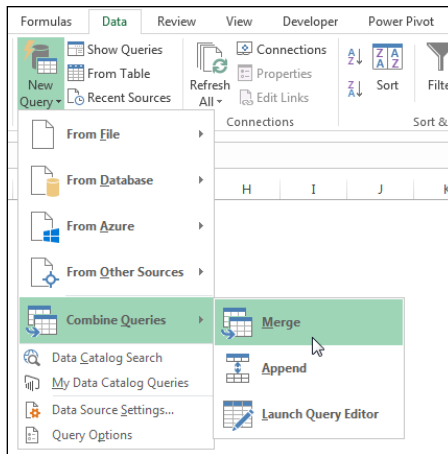 Formulas Data Review View Developer Power Pivot
New Query
Show Queries
From Table
Recent Sources
Refresh All
Connections
Properties
Edit Links
Connections
Z A Sort
Filte
Sort &
From File
From Database
From Azure
From Other Sources
Combine Queries
Data Catalog Search
My Data Catalog Queries
Data Source Settings...
Query Options
H I J K
Merge
Append
Launch Query Editor